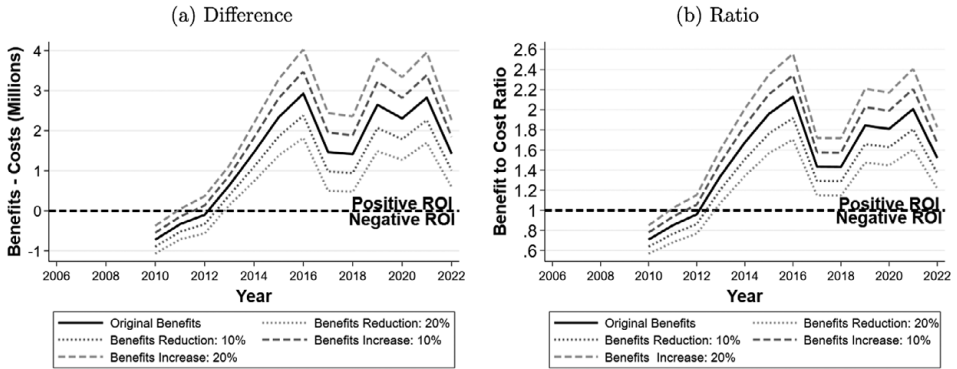 (a) Difference
Benefits - Costs (Millions)
4
3
2
1
0
-1
Positive ROI
Negative ROI
2006 2008 2010 2012 2014 2016 2018 2020 2022
Year
Original Benefits
Benefits Reduction: 20%
Benefits Reduction: 10%
Benefits Increase: 10%
Benefits Increase: 20%
(b) Ratio
Benefit to Cost Ratio
2.6
2.4
2.2
2
1.8
1.6
1.4
1.2
1
.8
.6
Positive ROI
Negative ROI
2006 2008 2010 2012 2014 2016 2018 2020 2022
Year
Original Benefits
Benefits Reduction: 20%
Benefits Reduction: 10%
Benefits Increase: 10%
Benefits Increase: 20%